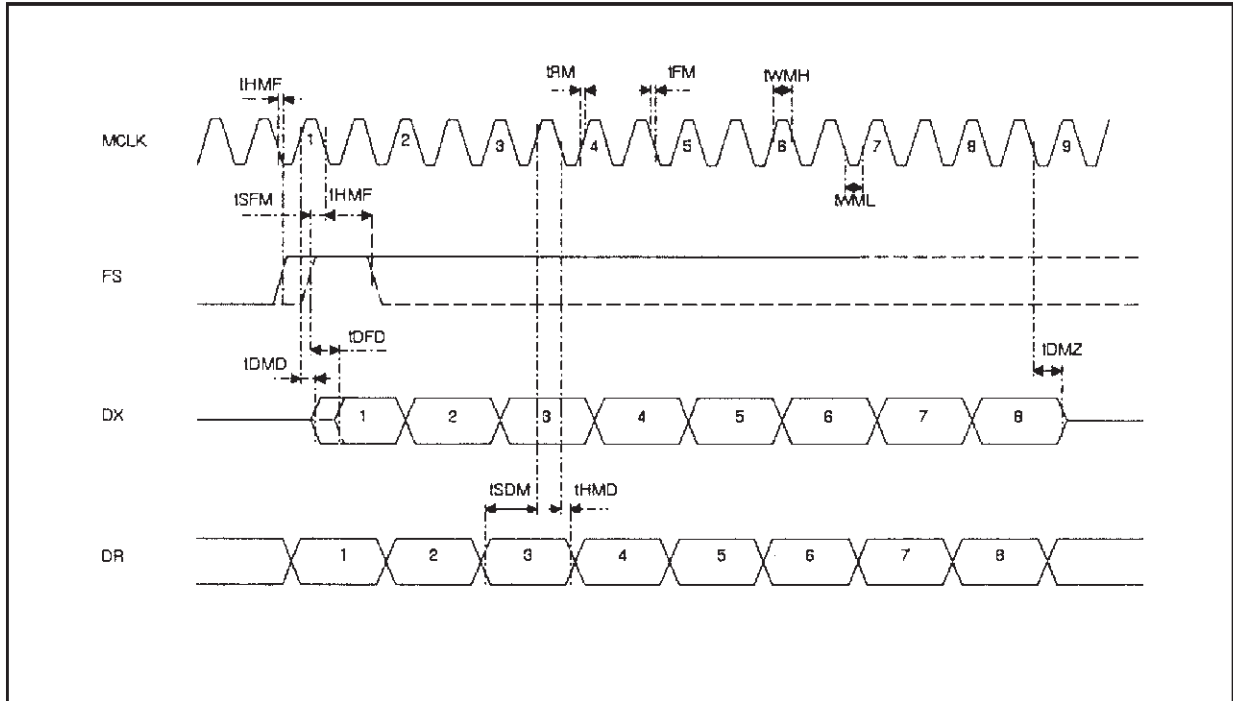 tRM tFM tWMH
tHMF
MCLK 1 2 3 4 5 6 7 8 9
tWML
tSFM tHMF
FS
tDFD
tDMD tDMZ
DX 1 2 3 4 5 6 7 8
tSDM tHMD
DR 1 2 3 4 5 6 7 8